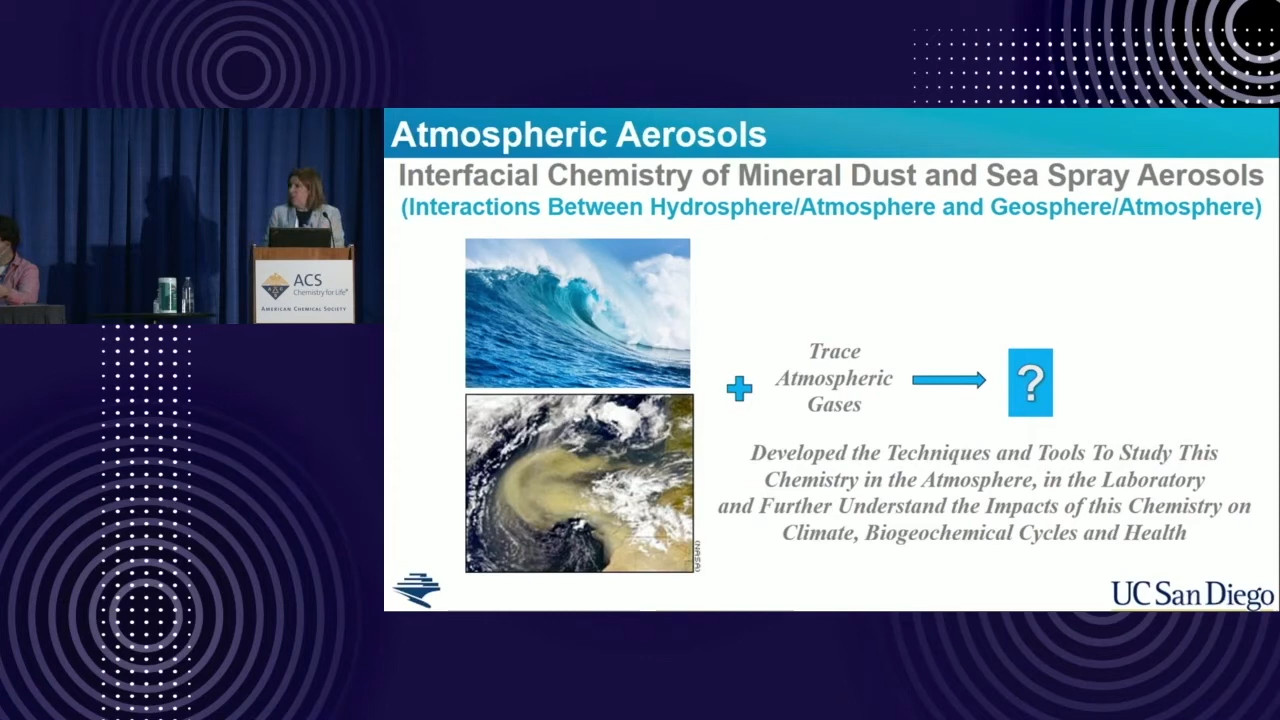 Atmospheric Aerosols
Interfacial Chemistry of Mineral Dust and Sea Spray Aerosols
(Interactions Between Hydrosphere/Atmosphere and Geosphere/Atmosphere)
Trace
Atmospheric
Gases
?
Developed the Techniques and Tools To Study This
Chemistry in the Atmosphere, in the Laboratory
and Further Understand the Impacts of this Chemistry on
Climate, Biogeochemical Cycles and Health
(NASA)
UC San Diego
ACS
Chemistry for Life®
AMERICAN CHEMICAL SOCIETY